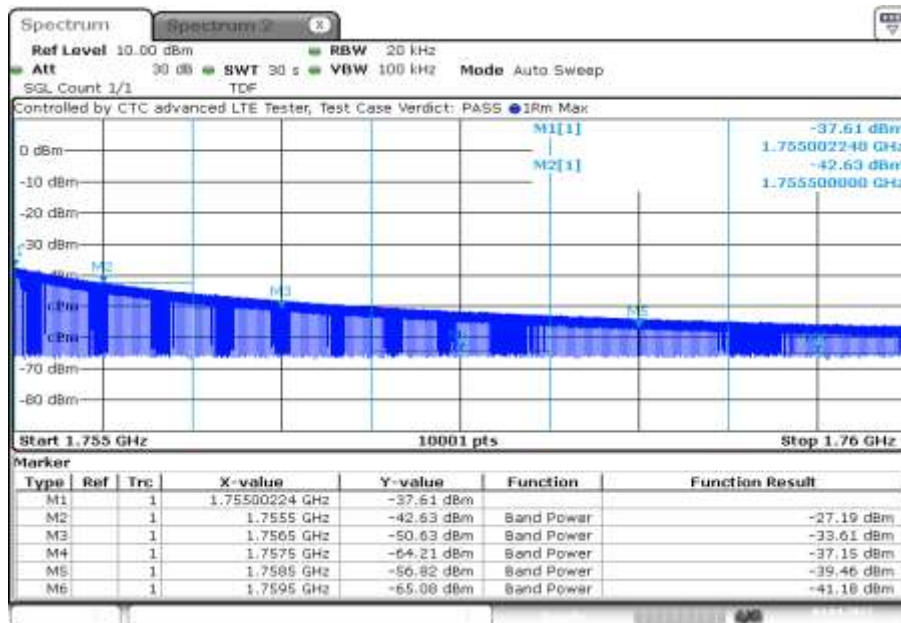 Spectrum Spectrum 2 X
Ref Level 10.00 dBm RBW 20 kHz
Att 30 dB SWT 30 s VBW 100 kHz Mode Auto Sweep
SGL Count 1/1 TDF
Controlled by CTC advanced LTE Tester, Test Case Verdict: PASS 1Rm Max
M1[1] -37.61 dBm
1.755002240 GHz
M2[1] -42.63 dBm
1.755500000 GHz
0 dBm
-10 dBm
-20 dBm
-30 dBm
M2
M3
M5
-70 dBm
-80 dBm
Start 1.755 GHz 10001 pts Stop 1.76 GHz
Marker
Type Ref Trc X-value Y-value Function Function Result
M1 1 1.75500224 GHz -37.61 dBm
M2 1 1.7555 GHz -42.63 dBm Band Power -27.19 dBm
M3 1 1.7565 GHz -50.63 dBm Band Power -33.61 dBm
M4 1 1.7575 GHz -64.21 dBm Band Power -37.15 dBm
M5 1 1.7585 GHz -56.82 dBm Band Power -39.46 dBm
M6 1 1.7595 GHz -65.08 dBm Band Power -41.18 dBm